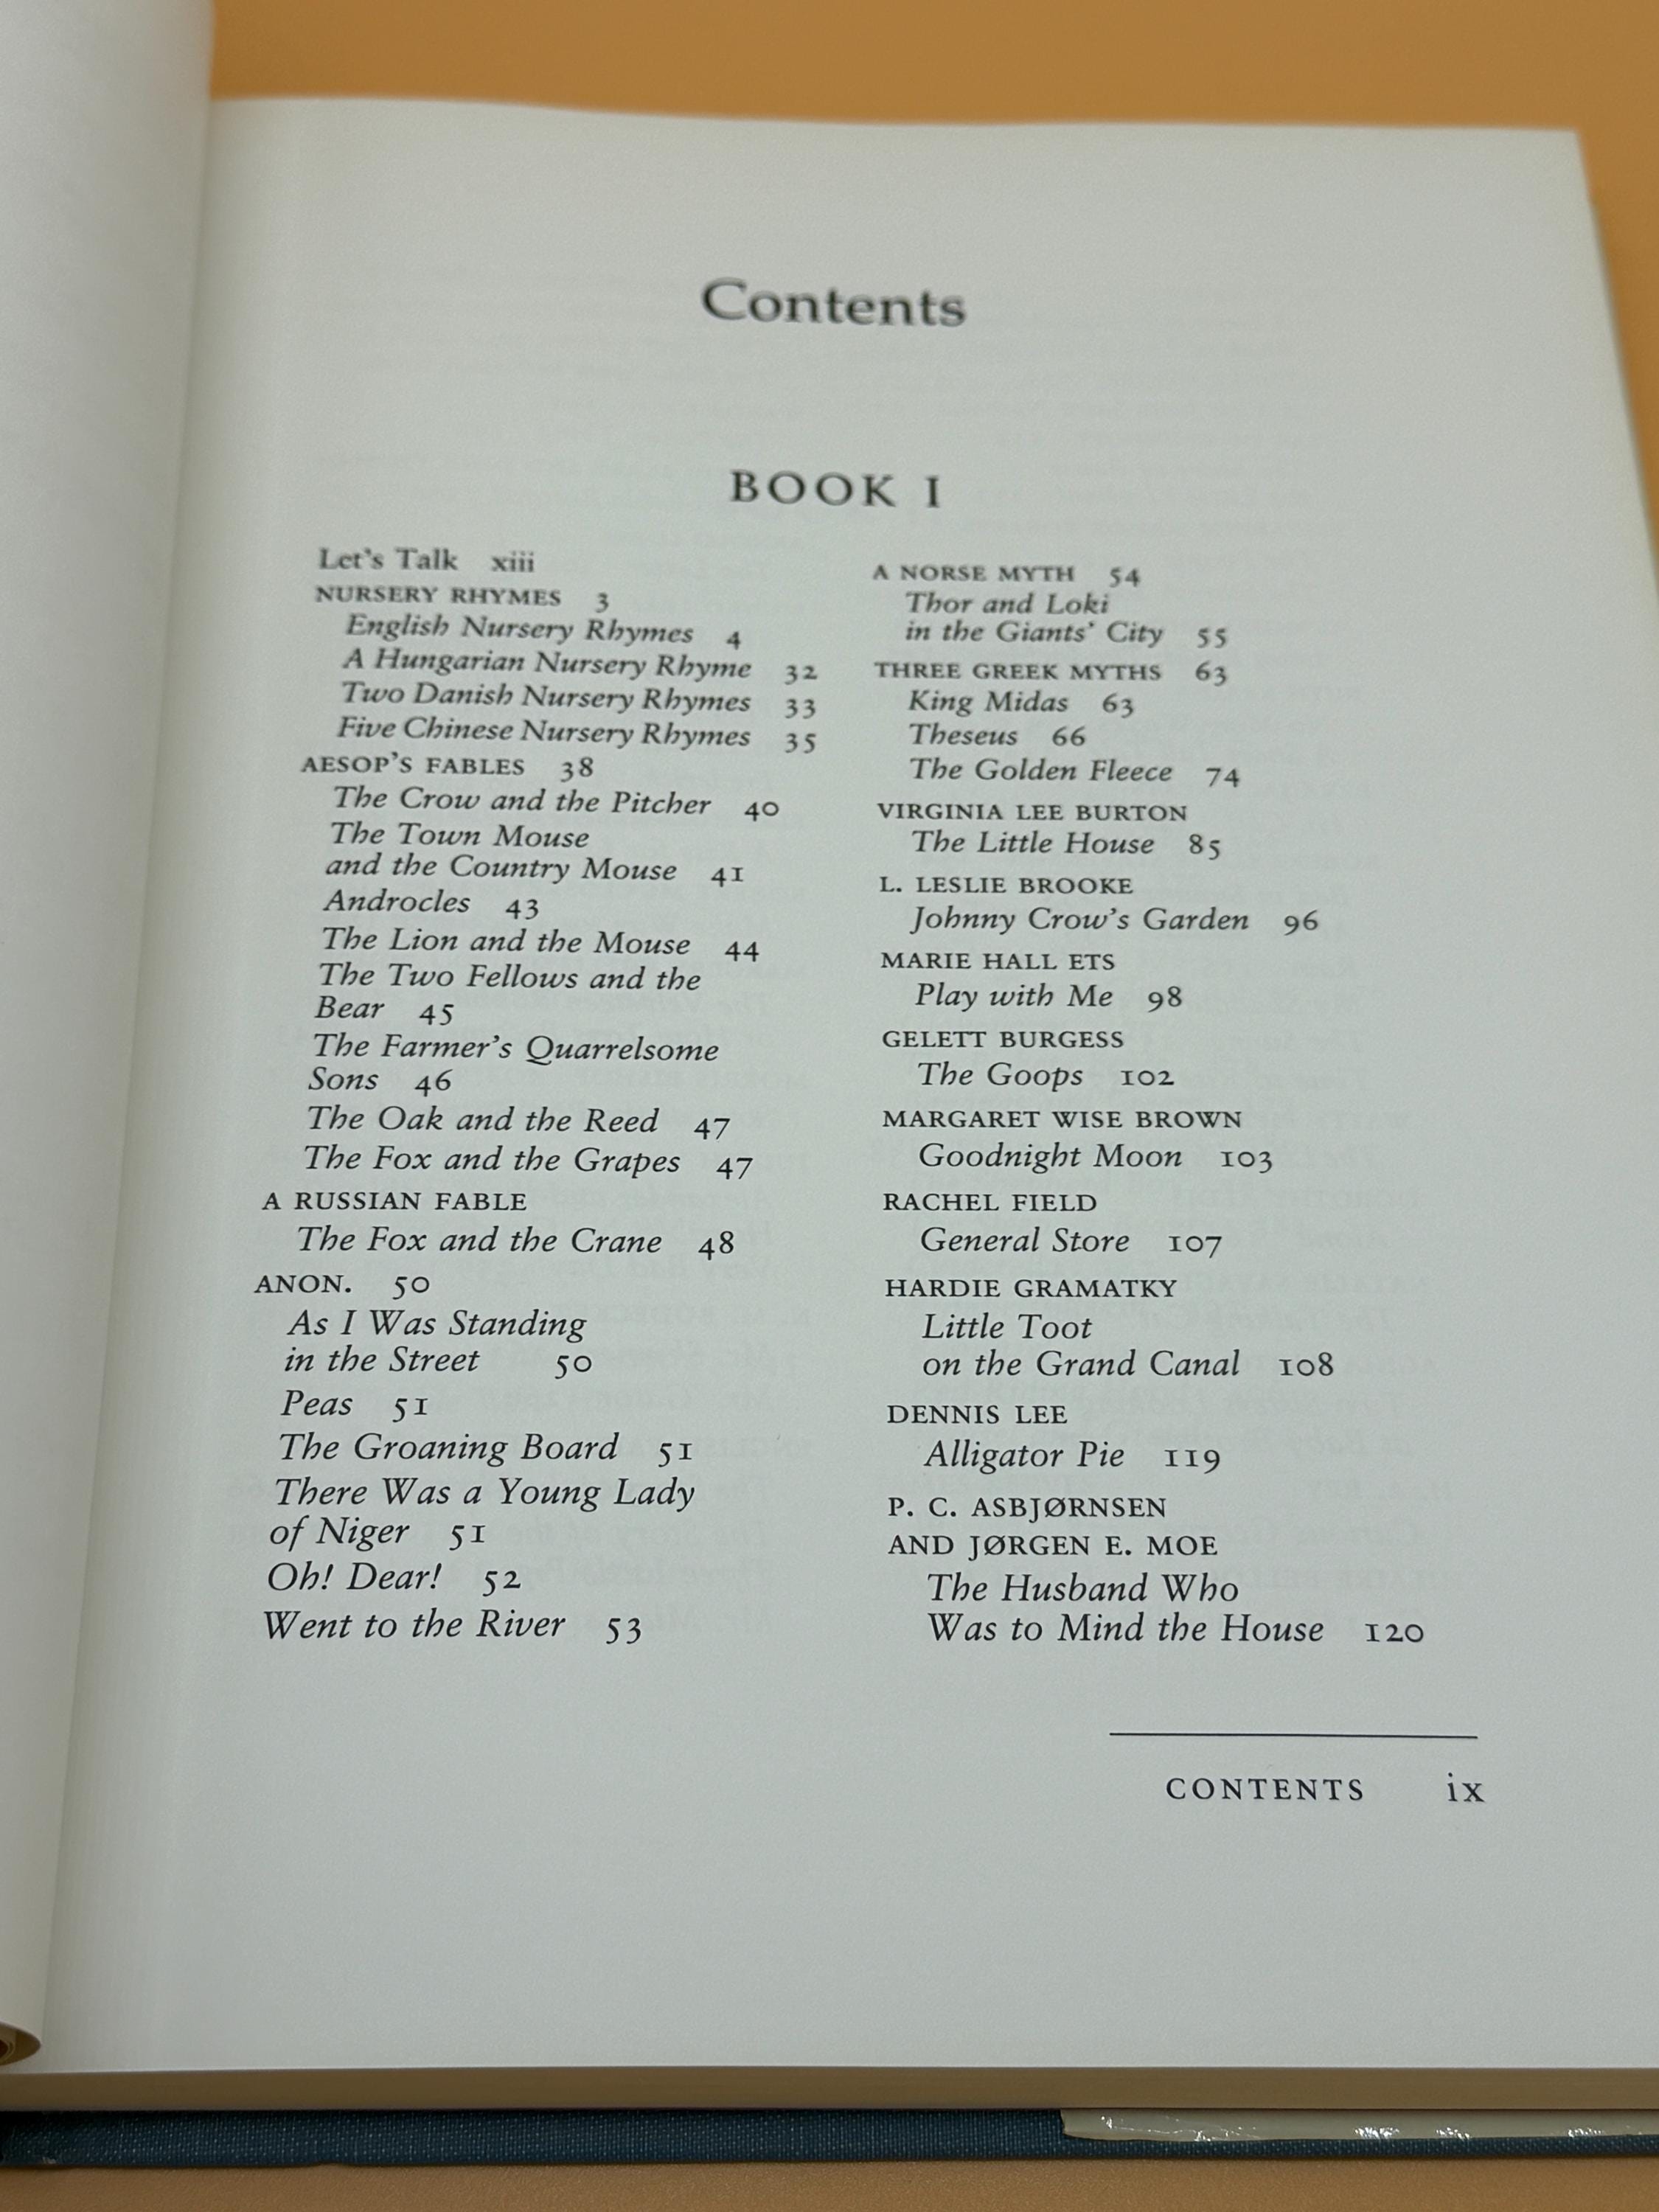 Contents
BOOK I
Let's Talk xiii
NURSERY RHYMES 3
English Nursery Rhymes 4
A Hungarian Nursery Rhyme 32
Two Danish Nursery Rhymes 33
Five Chinese Nursery Rhymes 35
AESOP'S FABLES 38
The Crow and the Pitcher 40
The Town Mouse
and the Country Mouse 41
Androcles 43
The Lion and the Mouse 44
The Two Fellows and the
Bear 45
The Farmer's Quarrelsome
Sons 46
The Oak and the Reed 47
The Fox and the Grapes 47
A RUSSIAN FABLE
The Fox and the Crane 48
ANON. 50
As I Was Standing
in the Street 50
Peas 51
The Groaning Board 51
There Was a Young Lady
of Niger 51
Oh! Dear! 52
Went to the River 53
A NORSE MYTH 54
Thor and Loki
in the Giants' City 55
THREE GREEK MYTHS 63
King Midas 63
Theseus 66
The Golden Fleece 74
VIRGINIA LEE BURTON
The Little House 85
L. LESLIE BROOKE
Johnny Crow's Garden 96
MARIE HALL ETS
Play with Me 98
GELETT BURGESS
The Goops 102
MARGARET WISE BROWN
Goodnight Moon 103
RACHEL FIELD
General Store 107
HARDIE GRAMATKY
Little Toot
on the Grand Canal 108
DENNIS LEE
Alligator Pie 119
P. C. ASBJØRNSEN
AND JØRGEN E. MOE
The Husband Who
Was to Mind the House 120
CONTENTS ix